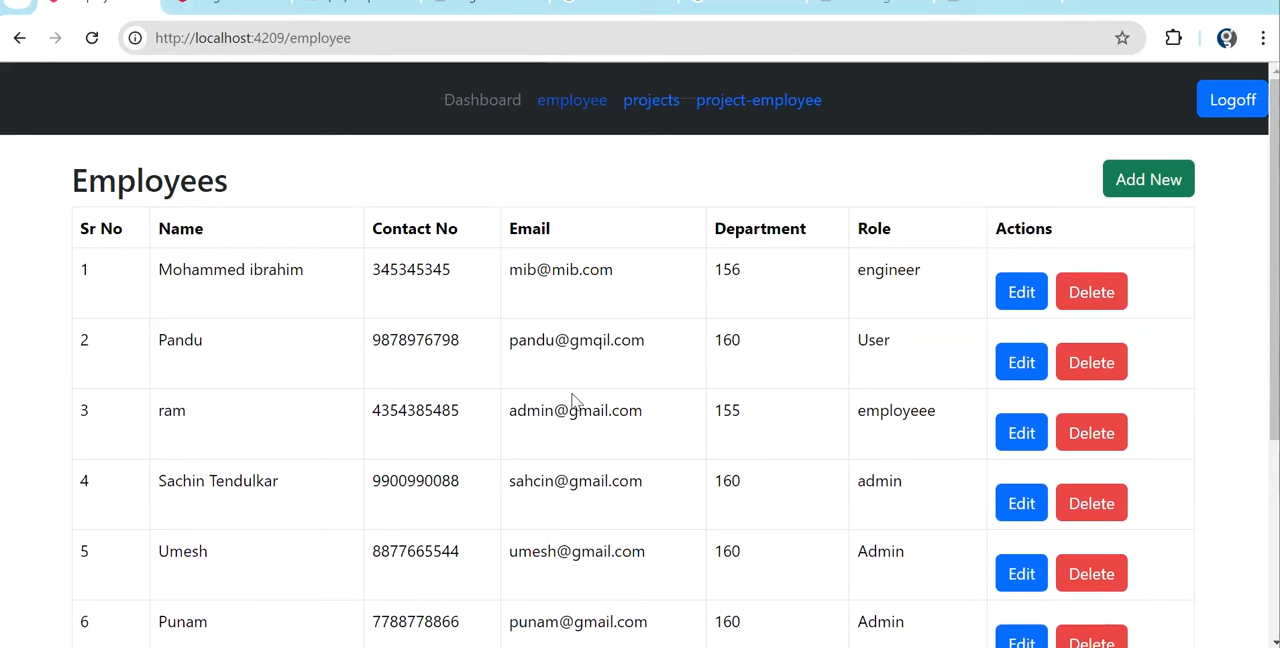 http://localhost:4209/employee
Dashboard employee projects project-employee Logoff
Employees Add New
Sr No Name Contact No Email Department Role Actions
1 Mohammed ibrahim 345345345 mib@mib.com 156 engineer Edit Delete
2 Pandu 9878976798 pandu@gmqil.com 160 User Edit Delete
3 ram 4354385485 admin@gmail.com 155 employeee Edit Delete
4 Sachin Tendulkar 9900990088 sahcin@gmail.com 160 admin Edit Delete
5 Umesh 8877665544 umesh@gmail.com 160 Admin Edit Delete
6 Punam 7788778866 punam@gmail.com 160 Admin Edit Delete